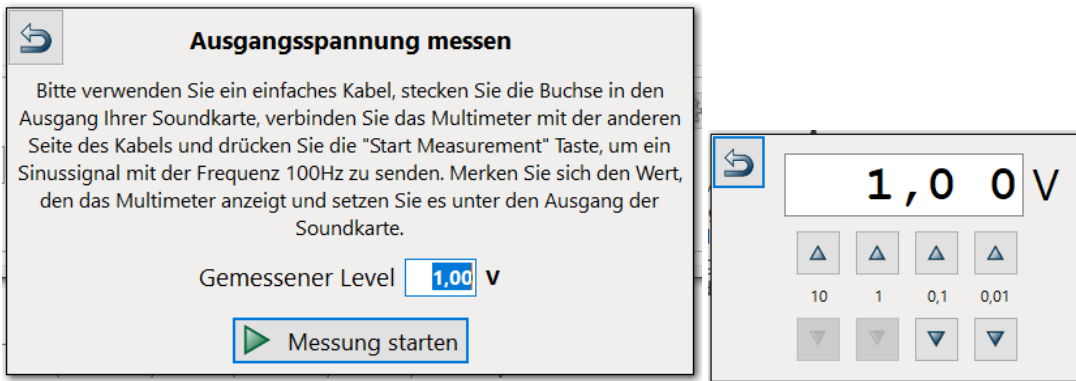 Ausgangsspannung messen
Bitte verwenden Sie ein einfaches Kabel, stecken Sie die Buchse in den
Ausgang Ihrer Soundkarte, verbinden Sie das Multimeter mit der anderen
Seite des Kabels und drücken Sie die "Start Measurement" Taste, um ein
Sinussignal mit der Frequenz 100Hz zu senden. Merken Sie sich den Wert,
den das Multimeter anzeigt und setzen Sie es unter den Ausgang der
Soundkarte.
Gemessener Level 1,00 V
Messung starten
1,0 0 V
10 1 0,1 0,01